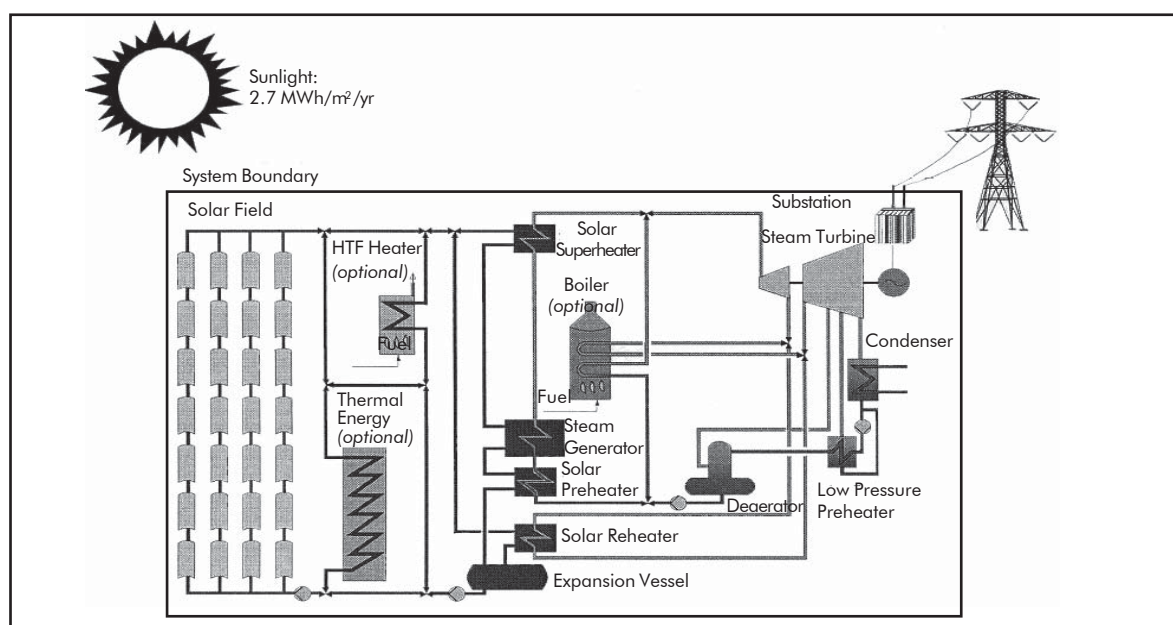 Sunlight:
2.7 MWh/m²/yr
System Boundary
Solar Field
Substation
Solar
Superheater
Steam Turbine
HTF Heater
(optional)
Boiler
(optional)
Fuel
Condenser
Thermal
Energy
(optional)
Fuel
Steam
Generator
Solar
Preheater
Deaerator
Low Pressure
Preheater
Solar Reheater
Expansion Vessel